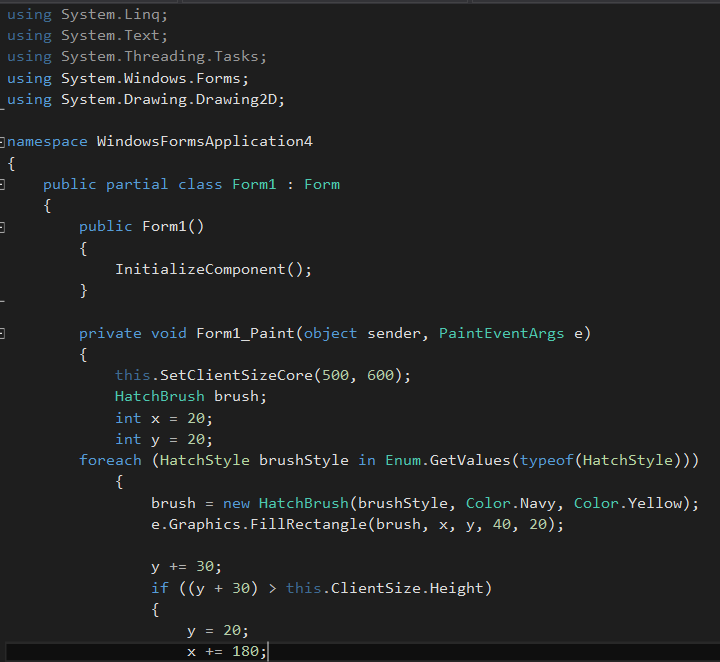 using System.Linq;
using System.Text;
using System.Threading.Tasks;
using System.Windows.Forms;
using System.Drawing.Drawing2D;

namespace WindowsFormsApplication4
{
    public partial class Form1 : Form
    {
        public Form1()
        {
            InitializeComponent();
        }

        private void Form1_Paint(object sender, PaintEventArgs e)
        {
            this.SetClientSizeCore(500, 600);
            HatchBrush brush;
            int x = 20;
            int y = 20;
        foreach (HatchStyle brushStyle in Enum.GetValues(typeof(HatchStyle)))
            {
                brush = new HatchBrush(brushStyle, Color.Navy, Color.Yellow);
                e.Graphics.FillRectangle(brush, x, y, 40, 20);

                y += 30;
                if ((y + 30) > this.ClientSize.Height)
                {
                    y = 20;
                    x += 180;